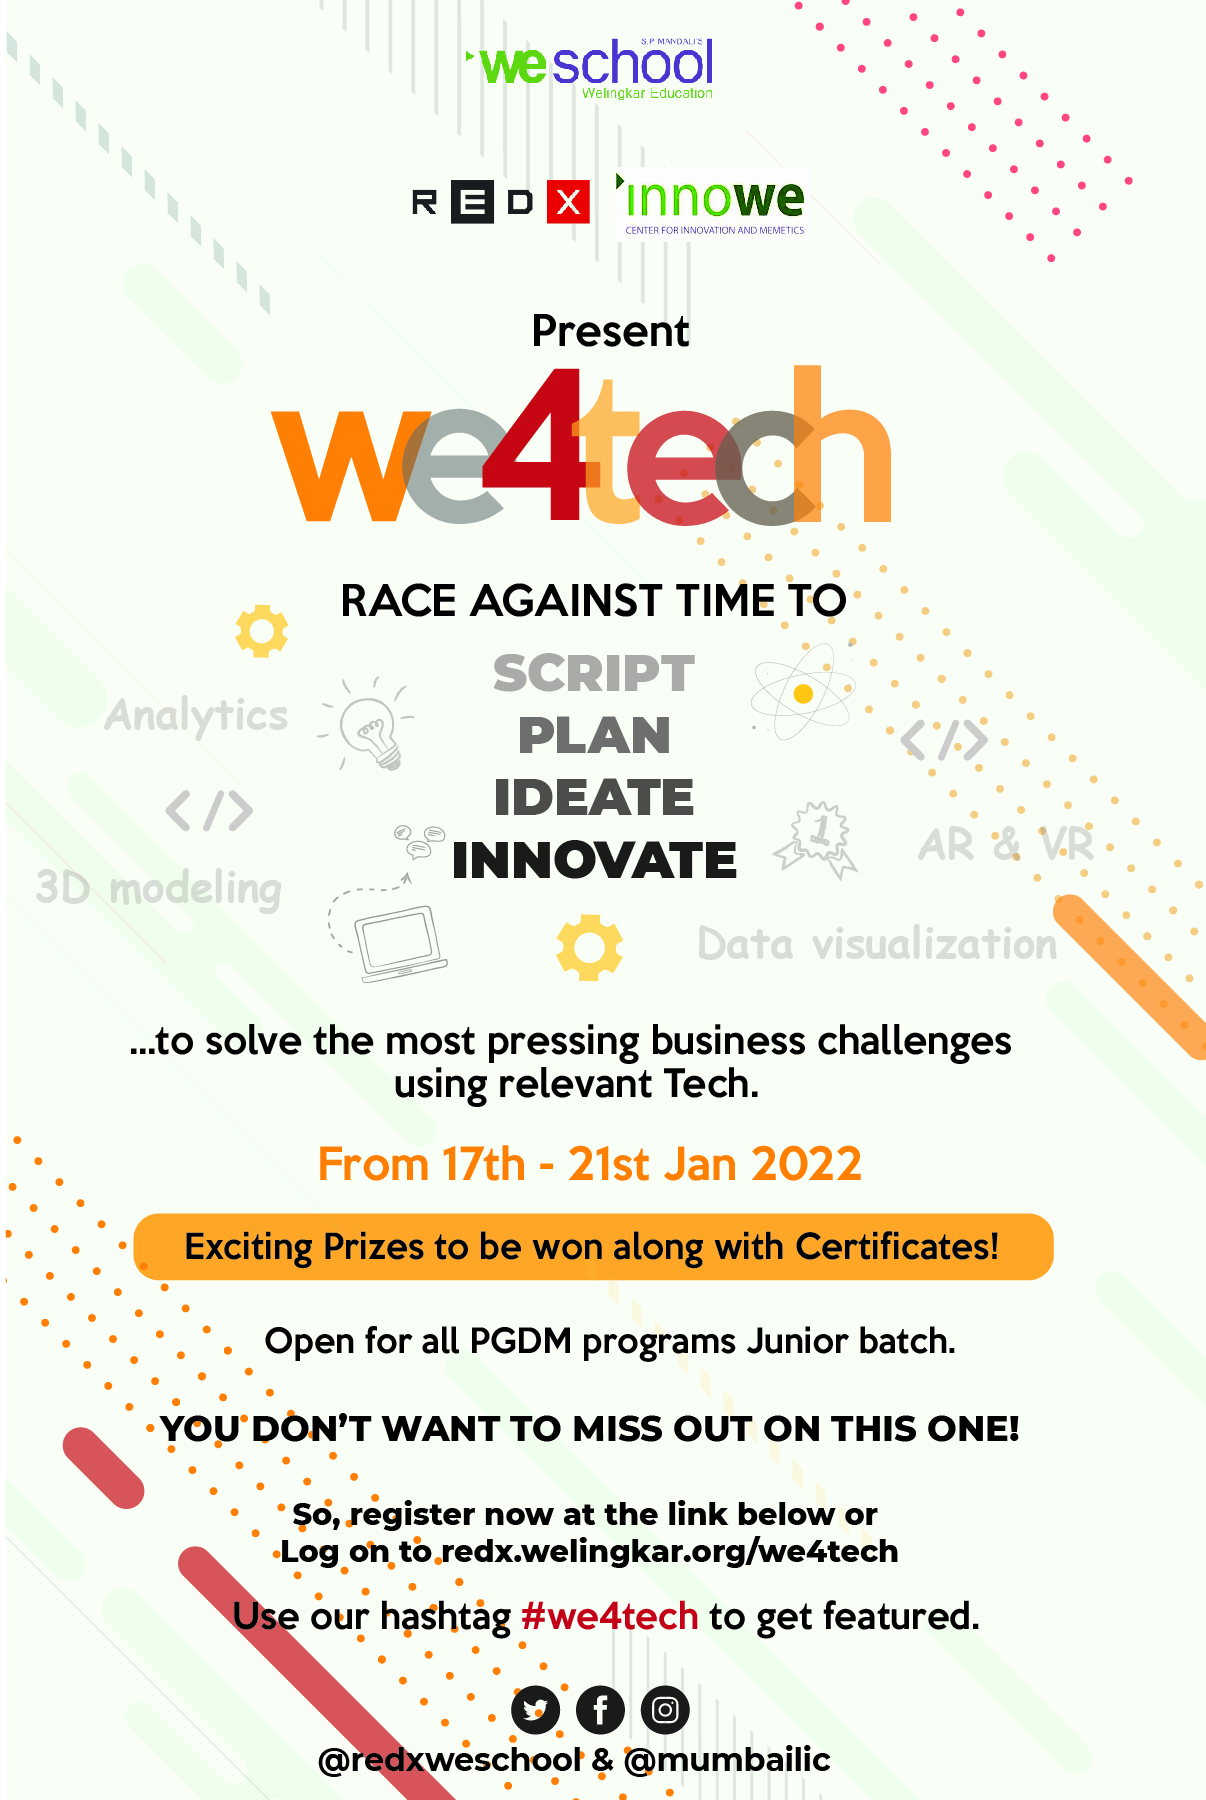 S.P. MANDALI'S
weschool
Welingkar Education
REDX
innowe
CENTER FOR INNOVATION AND MEMETICS
Present
we4tech
RACE AGAINST TIME TO
SCRIPT
PLAN
IDEATE
INNOVATE
Analytics
</>
</>
1
3D modeling
AR & VR
Data visualization
...to solve the most pressing business challenges
using relevant Tech.
From 17th - 21st Jan 2022
Exciting Prizes to be won along with Certificates!
Open for all PGDM programs Junior batch.
YOU DON'T WANT TO MISS OUT ON THIS ONE!
So, register now at the link below or
Log on to redx.welingkar.org/we4tech
Use our hashtag #we4tech to get featured.
@redxweschool & @mumbailic